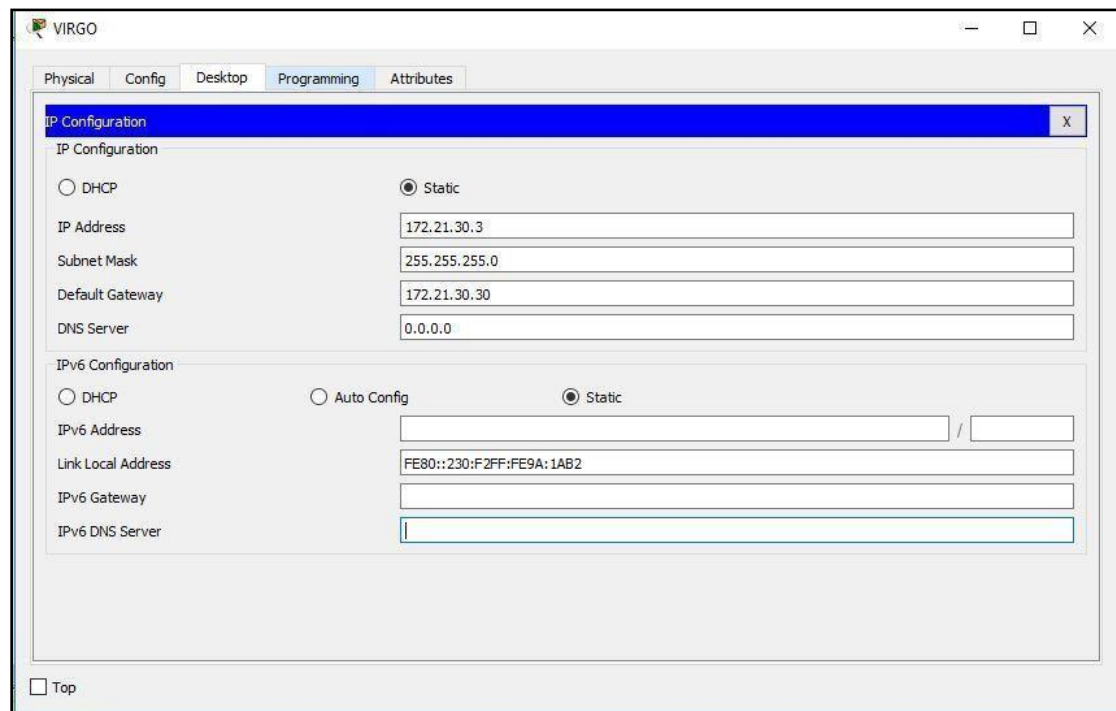 VIRGO
Physical Config Desktop Programming Attributes
IP Configuration X
IP Configuration
DHCP Static
IP Address 172.21.30.3
Subnet Mask 255.255.255.0
Default Gateway 172.21.30.30
DNS Server 0.0.0.0
IPv6 Configuration
DHCP Auto Config Static
IPv6 Address /
Link Local Address FE80::230:F2FF:FE9A:1AB2
IPv6 Gateway
IPv6 DNS Server
Top